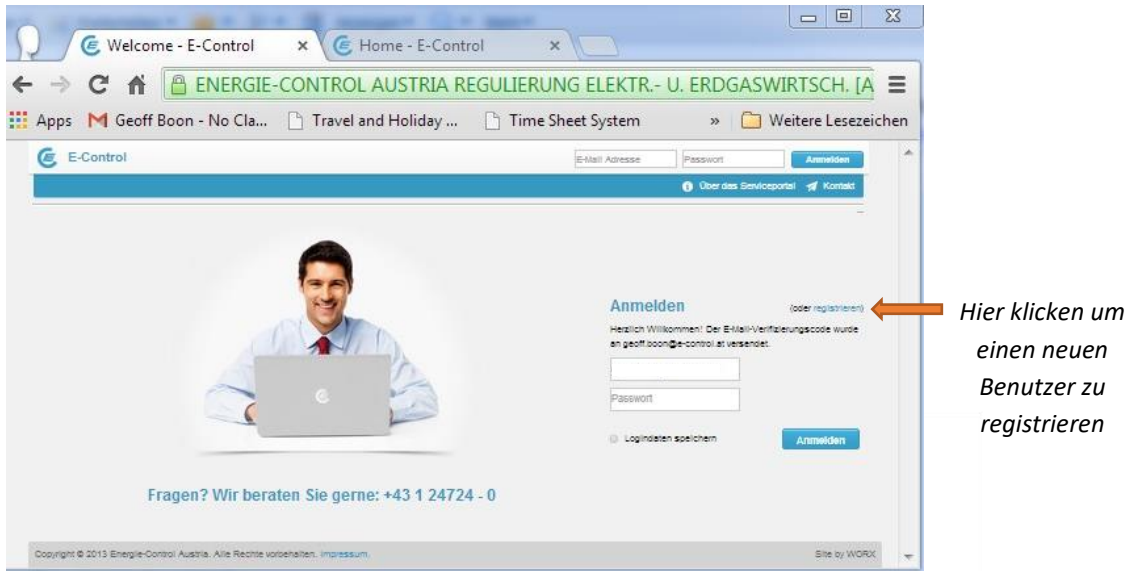 Welcome - E-Control
Home - E-Control
ENERGIE-CONTROL AUSTRIA REGULIERUNG ELEKTR.- U. ERDGASWIRTSCH. [A
Apps
Geoff Boon - No Cla...
Travel and Holiday ...
Time Sheet System
»
Weitere Lesezeichen
E-Control
E-Mail Adresse
Passwort
Anmelden
Über das Serviceportal
Kontakt
Anmelden
(oder registrieren)
Herzlich Willkommen! Der E-Mail-Verifizierungscode wurde
an geoff.boon@e-control.at versendet.
Passwort
Logindaten speichern
Anmelden
Fragen? Wir beraten Sie gerne: +43 1 24724 - 0
Copyright © 2013 Energie-Control Austria. Alle Rechte vorbehalten. Impressum.
Site by WORX
Hier klicken um
einen neuen
Benutzer zu
registrieren